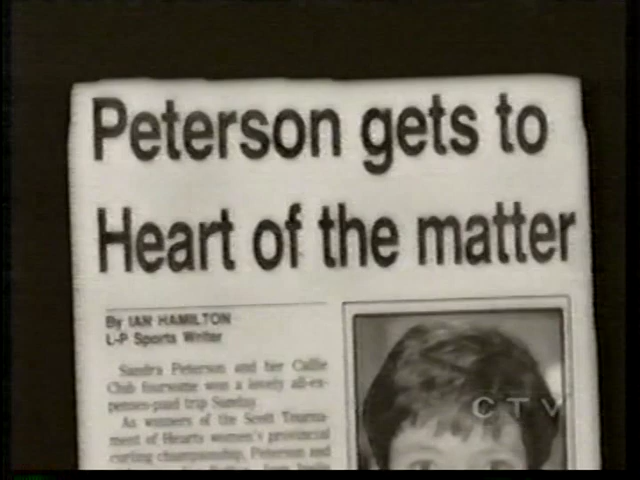 Peterson gets to
Heart of the matter
By IAN HAMILTON
L-P Sports Writer
Sandra Peterson and her Callie
Club foursome won a lovely all-ex-
penses-paid trip Sunday.
As winners of the Scott Tourna-
ment of Hearts women's provincial
curling championship, Peterson and
CTV